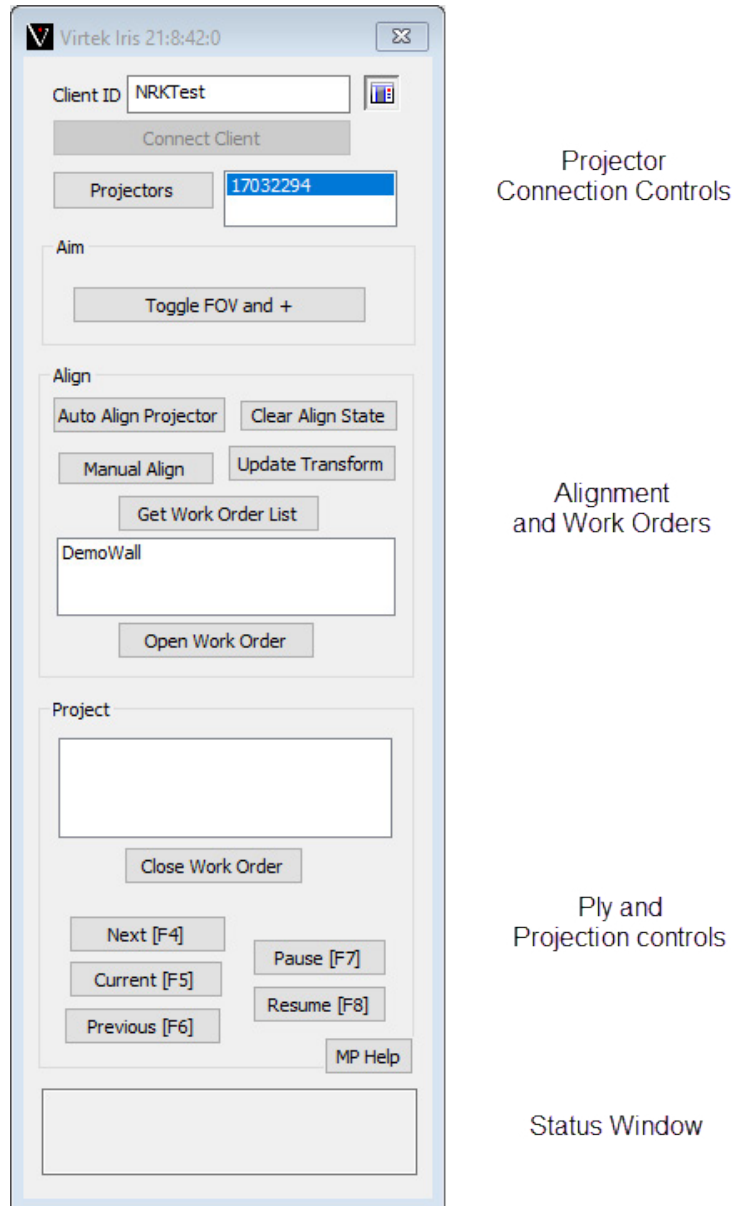 Virtek Iris 21:8:42:0
Client ID NRKTest
Connect Client
Projectors 17032294
Projector
Connection Controls
Aim
Toggle FOV and +
Align
Auto Align Projector Clear Align State
Manual Align Update Transform
Get Work Order List
DemoWall
Open Work Order
Alignment
and Work Orders
Project
Close Work Order
Next [F4]
Pause [F7]
Current [F5]
Resume [F8]
Previous [F6]
MP Help
Ply and
Projection controls
Status Window